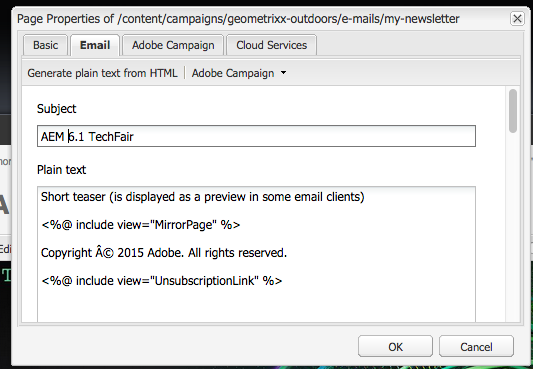 Page Properties of /content/campaigns/geometrixx-outdoors/e-mails/my-newsletter
Basic Email Adobe Campaign Cloud Services
Generate plain text from HTML Adobe Campaign
Subject
AEM 6.1 TechFair
Plain text
Short teaser (is displayed as a preview in some email clients)
<%@ include view="MirrorPage" %>
Copyright Â© 2015 Adobe. All rights reserved.
<%@ include view="UnsubscriptionLink" %>
OK Cancel